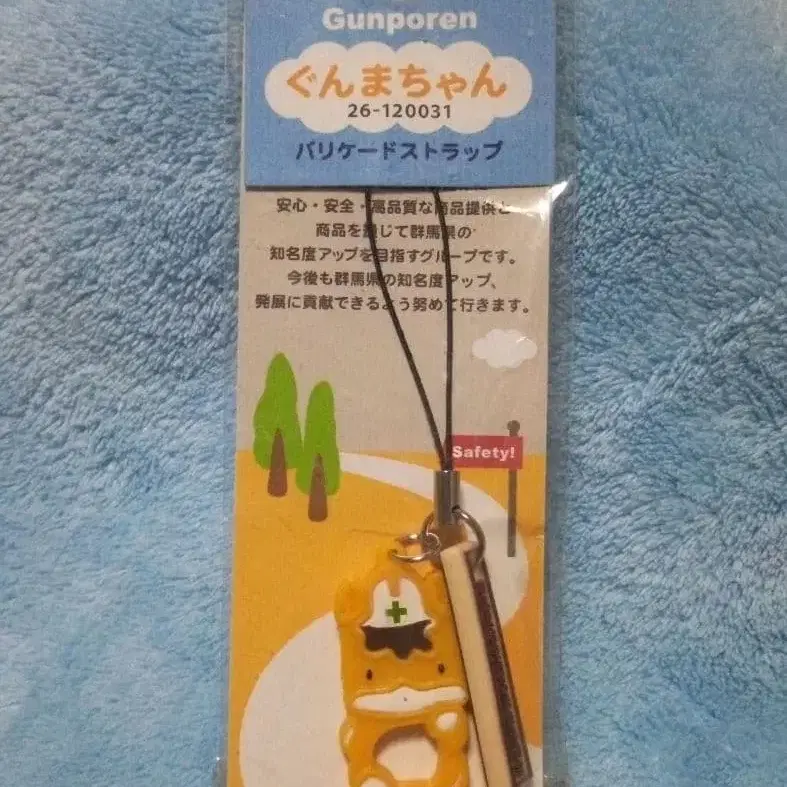 Gunporen
ぐんまちゃん
26-120031
バリケードストラップ
安心・安全・高品質な商品提供と
商品を通じて群馬県の
知名度アップを目指すグループです。
今後も群馬県の知名度アップ、
発展に貢献できるよう努めて行きます。
Safety!